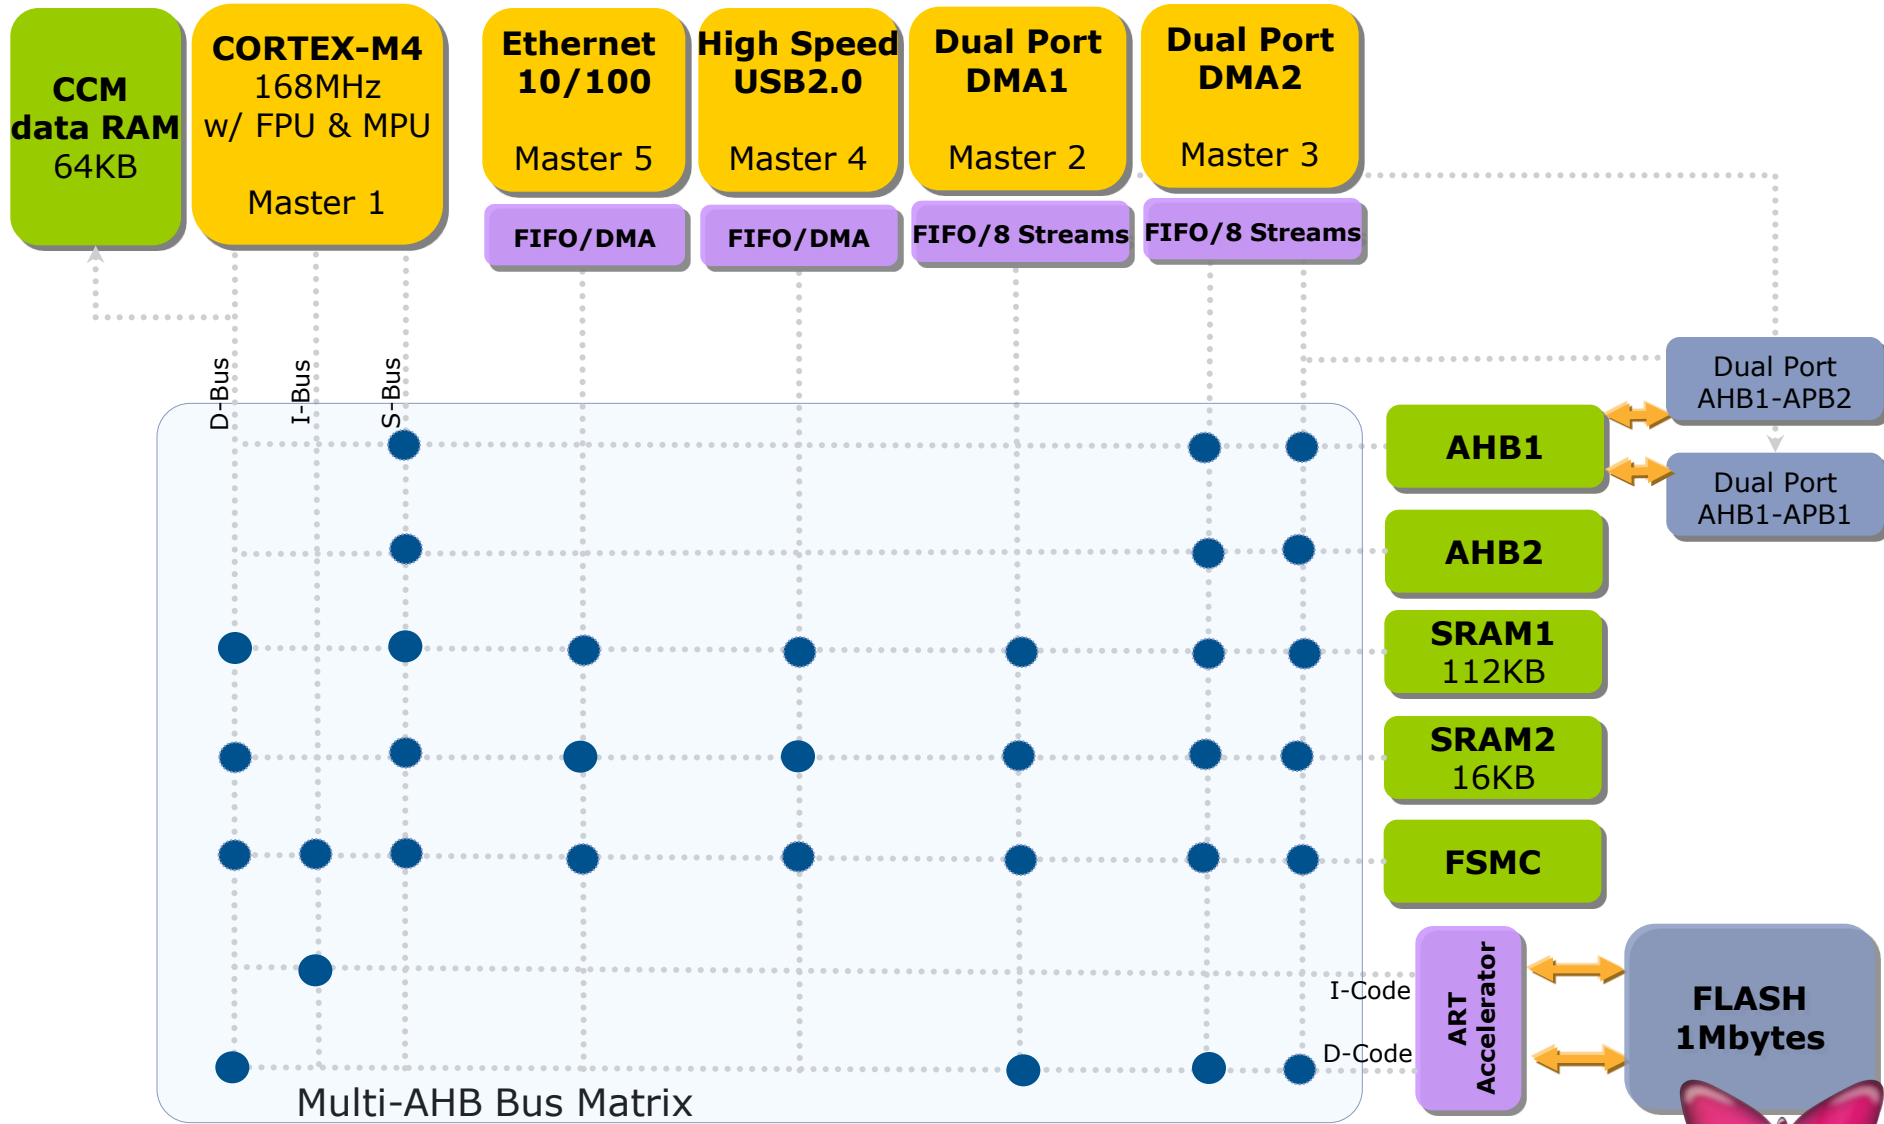 CCM
data RAM
64KB
CORTEX-M4
168MHz
w/ FPU & MPU
Master 1
Ethernet
10/100
Master 5
High Speed
USB2.0
Master 4
Dual Port
DMA1
Master 2
Dual Port
DMA2
Master 3
FIFO/DMA
FIFO/DMA
FIFO/8 Streams
FIFO/8 Streams
D-Bus
I-Bus
S-Bus
Dual Port
AHB1-APB2
AHB1
Dual Port
AHB1-APB1
AHB2
SRAM1
112KB
SRAM2
16KB
FSMC
I-Code
D-Code
ART
Accelerator
FLASH
1Mbytes
Multi-AHB Bus Matrix